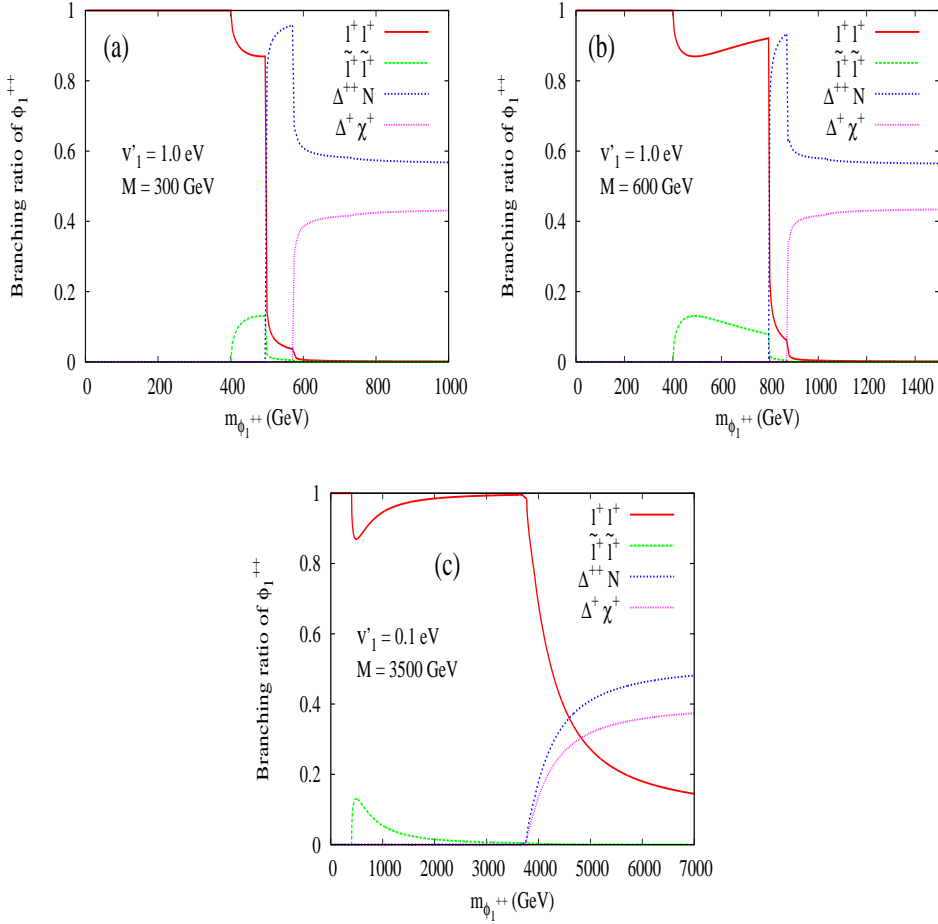 (a)
l⁺ l⁺
l̃⁺ l̃⁺
Δ⁺⁺ N
Δ⁺ χ⁺
v'₁ = 1.0 eV
M = 300 GeV
Branching ratio of ϕ₁⁺⁺
1
0.8
0.6
0.4
0.2
0
0 200 400 600 800 1000
m_ϕ₁⁺⁺ (GeV)
(b)
l⁺ l⁺
l̃⁺ l̃⁺
Δ⁺⁺ N
Δ⁺ χ⁺
v'₁ = 1.0 eV
M = 600 GeV
Branching ratio of ϕ₁⁺⁺
1
0.8
0.6
0.4
0.2
0
0 200 400 600 800 1000 1200 1400
m_ϕ₁⁺⁺ (GeV)
(c)
l⁺ l⁺
l̃⁺ l̃⁺
Δ⁺⁺ N
Δ⁺ χ⁺
v'₁ = 0.1 eV
M = 3500 GeV
Branching ratio of ϕ₁⁺⁺
1
0.8
0.6
0.4
0.2
0
0 1000 2000 3000 4000 5000 6000 7000
m_ϕ₁⁺⁺ (GeV)